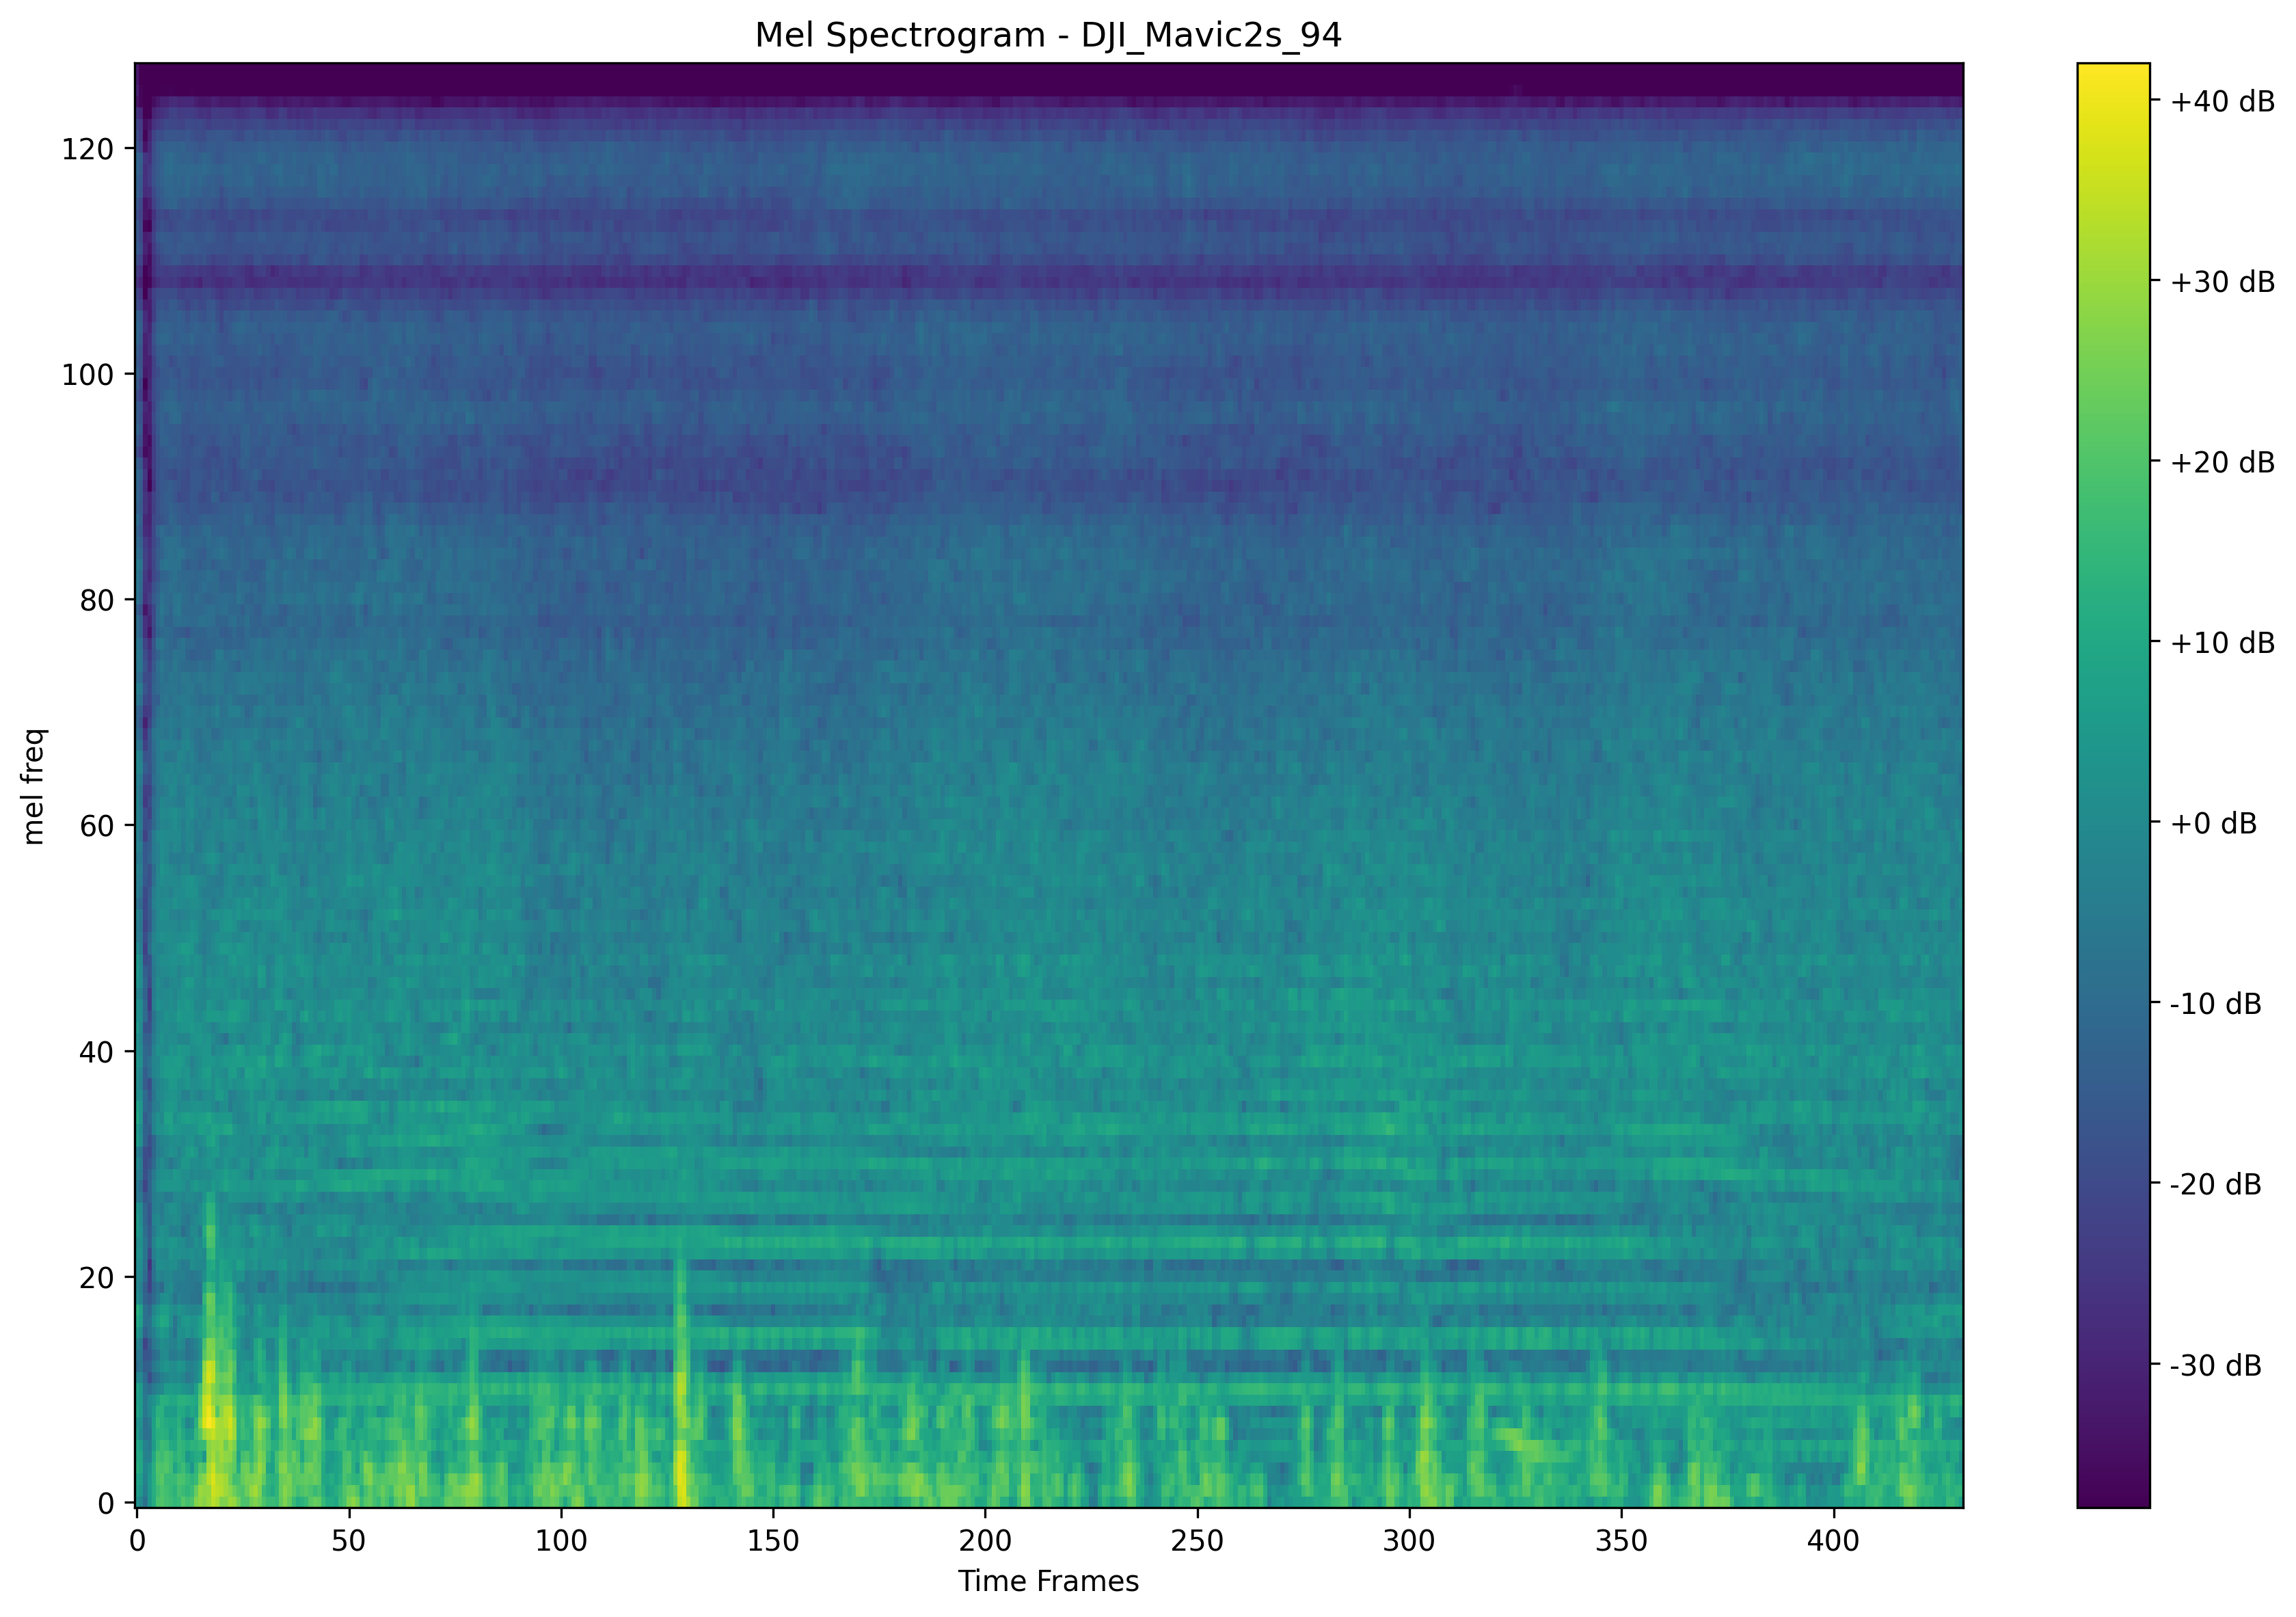 Mel Spectrogram - DJI_Mavic2s_94
mel freq
120
100
80
60
40
20
0
0 50 100 150 200 250 300 350 400
Time Frames
+40 dB
+30 dB
+20 dB
+10 dB
+0 dB
-10 dB
-20 dB
-30 dB